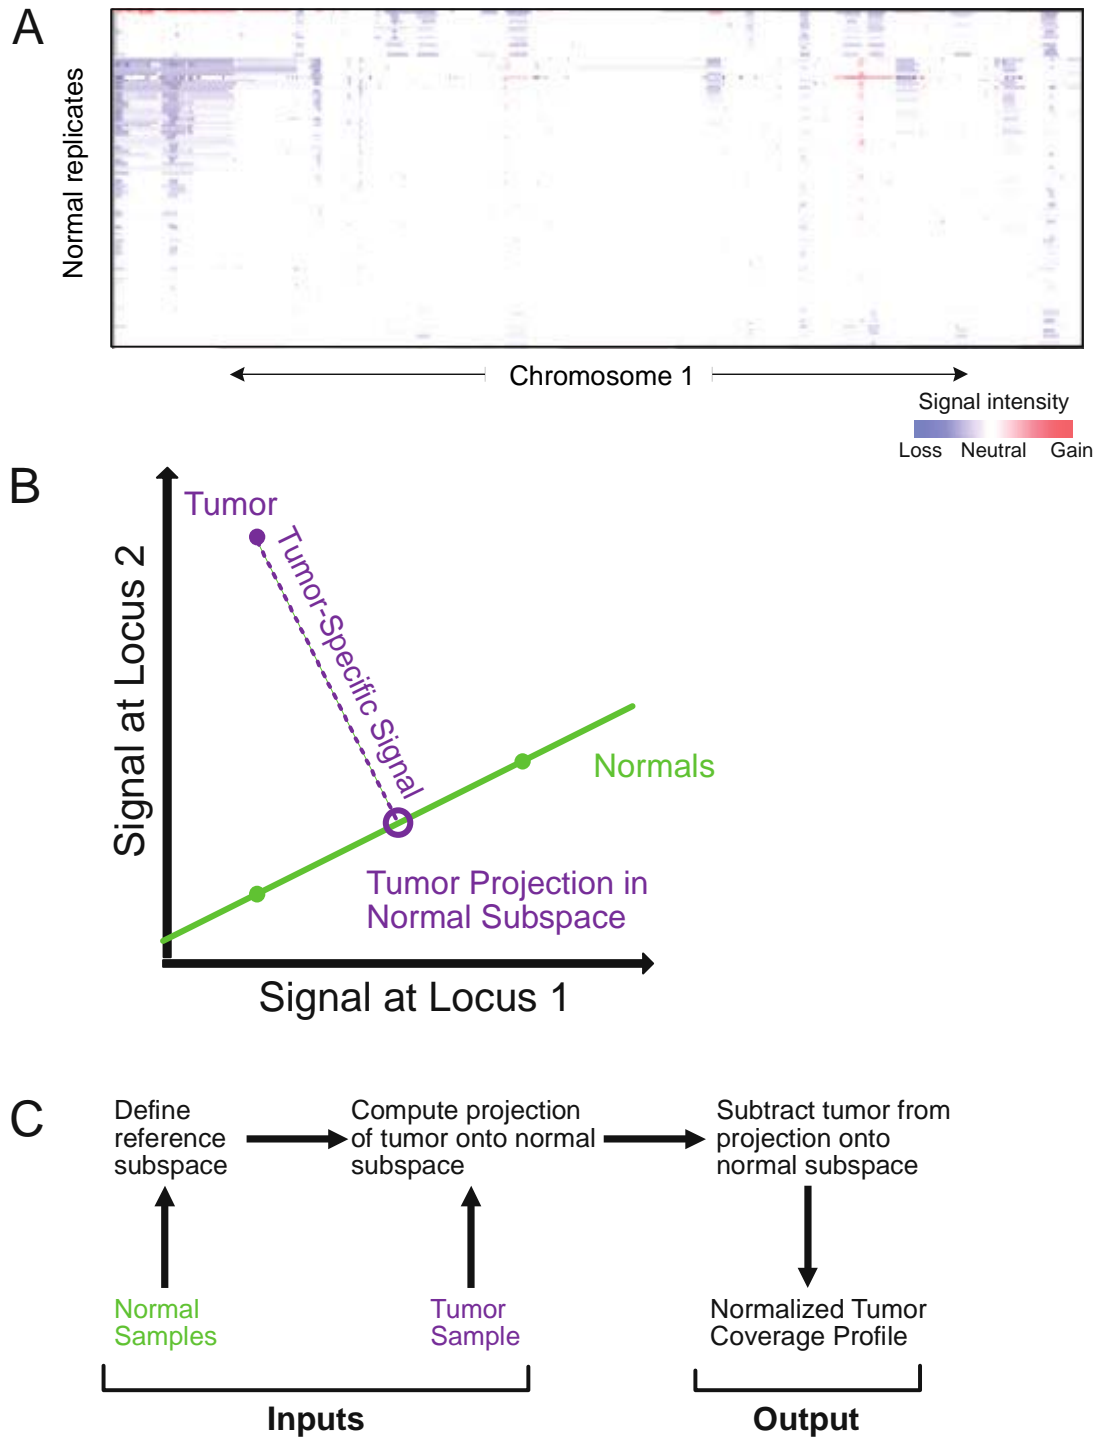 A
Normal replicates
Chromosome 1
Signal intensity
Loss Neutral Gain
B
Tumor
Tumor-Specific Signal
Signal at Locus 2
Normals
Tumor Projection in
Normal Subspace
Signal at Locus 1
C
Define
reference
subspace
Compute projection
of tumor onto normal
subspace
Subtract tumor from
projection onto
normal subspace
Normal
Samples
Tumor
Sample
Normalized Tumor
Coverage Profile
Inputs
Output